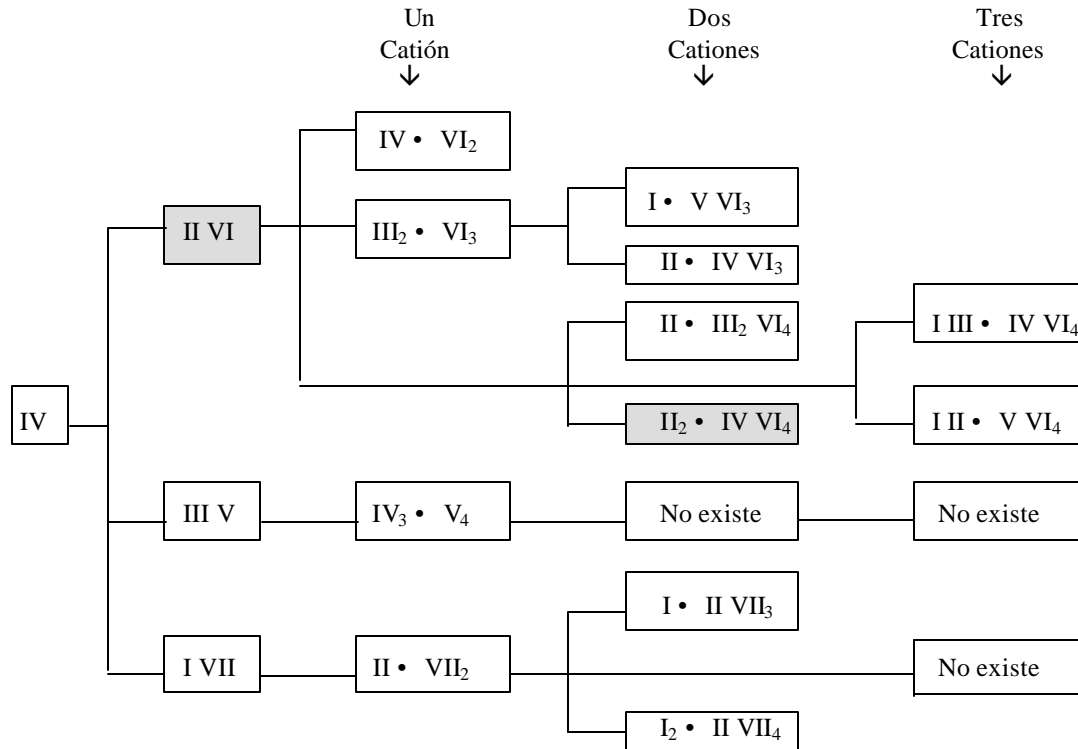 Un Catión
↓
Dos Cationes
↓
Tres Cationes
↓
IV • VI₂
I • V VI₃
II VI
III₂ • VI₃
II • IV VI₃
II • III₂ VI₄
I III • IV VI₄
IV
II₂ • IV VI₄
I II • V VI₄
III V
IV₃ • V₄
No existe
No existe
I • II VII₃
I VII
II • VII₂
No existe
I₂ • II VII₄